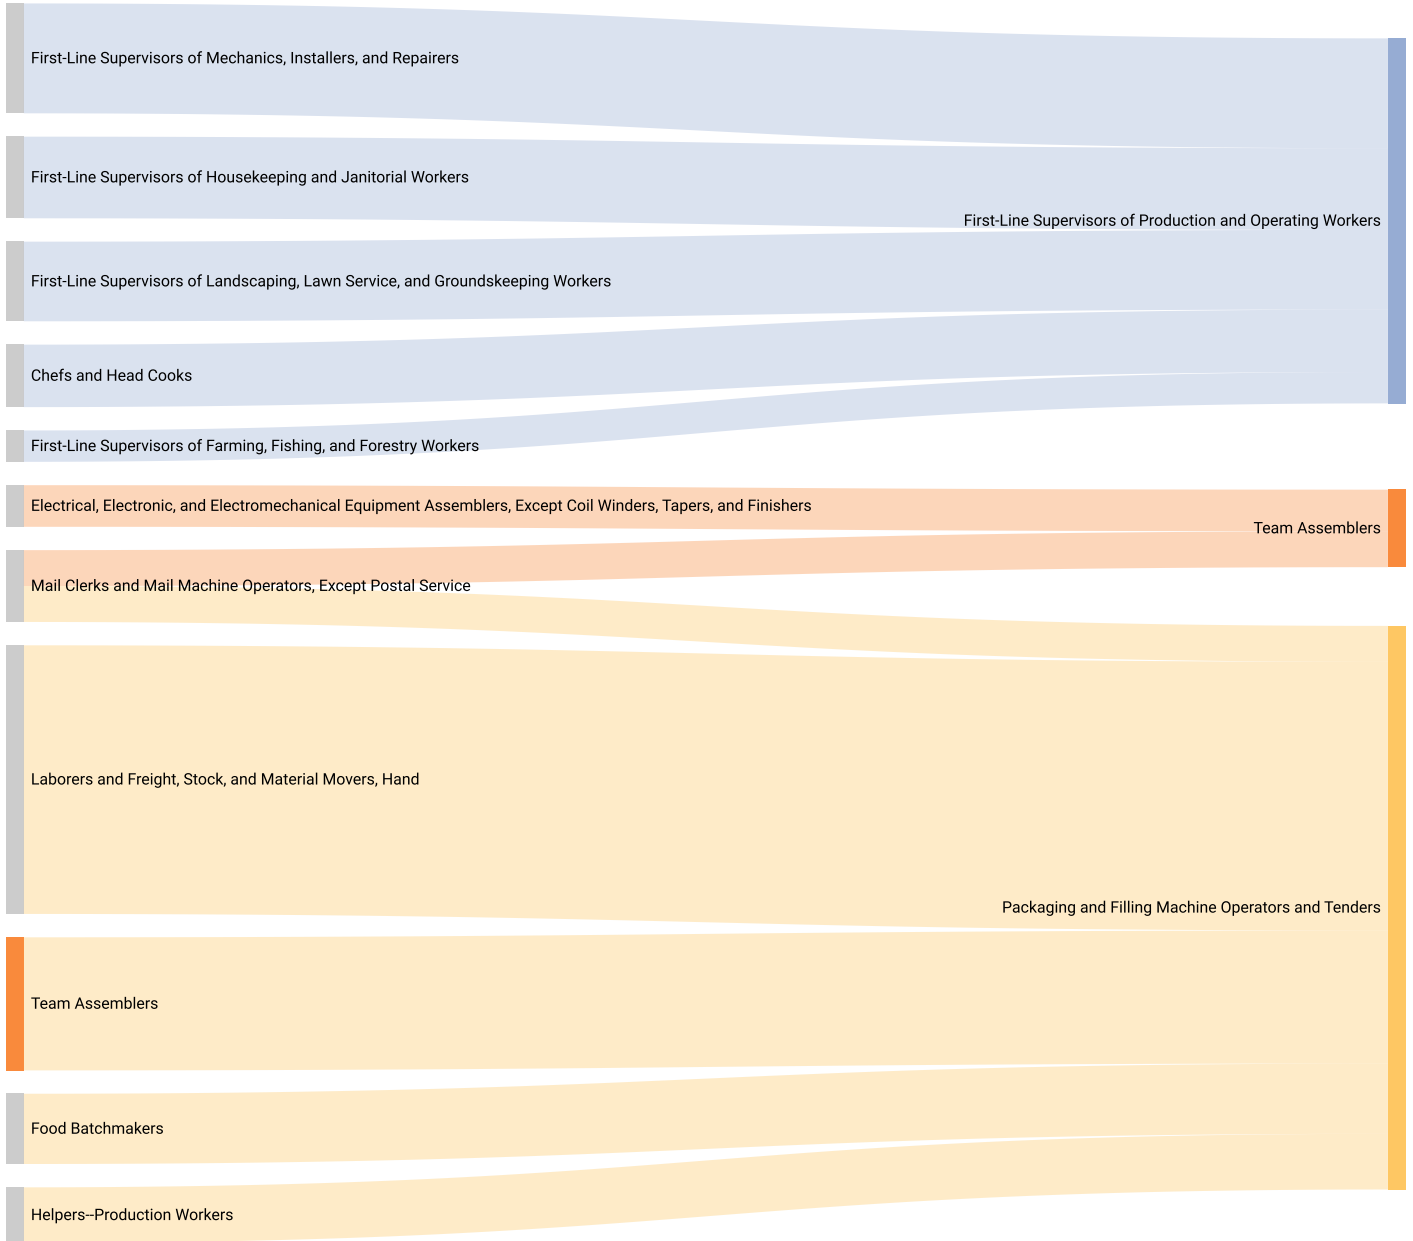 First-Line Supervisors of Mechanics, Installers, and Repairers
First-Line Supervisors of Housekeeping and Janitorial Workers
First-Line Supervisors of Production and Operating Workers
First-Line Supervisors of Landscaping, Lawn Service, and Groundskeeping Workers
Chefs and Head Cooks
First-Line Supervisors of Farming, Fishing, and Forestry Workers
Electrical, Electronic, and Electromechanical Equipment Assemblers, Except Coil Winders, Tapers, and Finishers
Team Assemblers
Mail Clerks and Mail Machine Operators, Except Postal Service
Laborers and Freight, Stock, and Material Movers, Hand
Packaging and Filling Machine Operators and Tenders
Team Assemblers
Food Batchmakers
Helpers--Production Workers